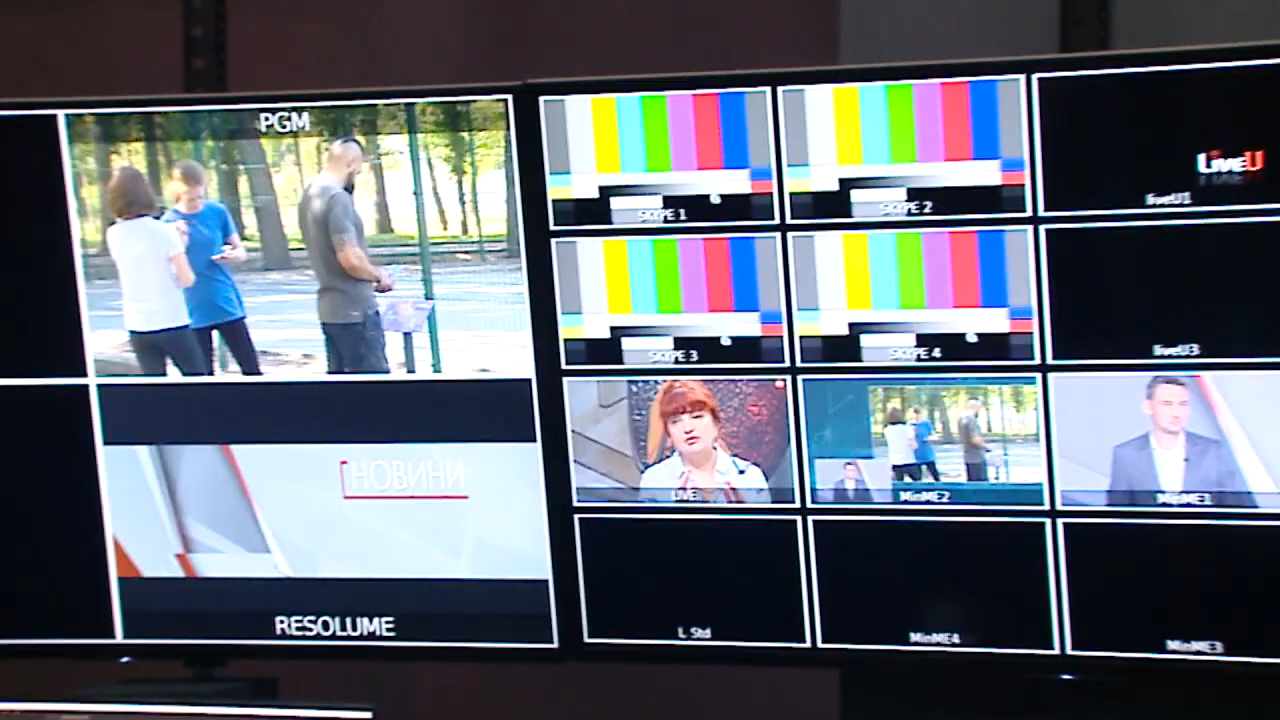 PGM
SKYPE 1
SKYPE 2
LiveU
liveU1
SKYPE 3
SKYPE 4
liveU3
НОВИНИ
LIVE
MinME2
MinME1
RESOLUME
L Std
MinME4
MinME3